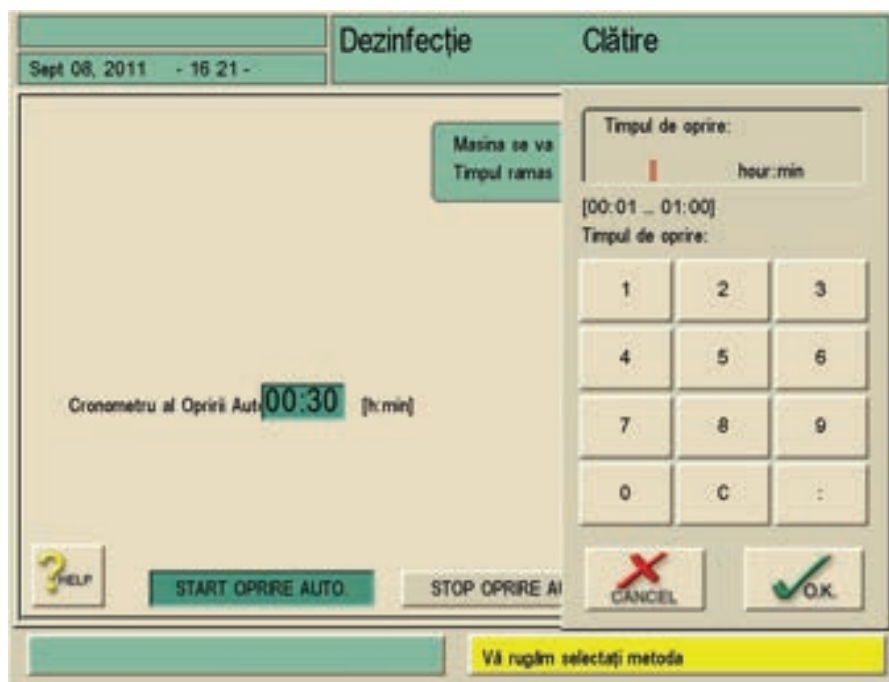 Dezinfecție
Clătire
Sept 08, 2011 - 16 21 -
Masina se va
Timpul ramas
Timpul de oprire:
hour:min
[00:01 ... 01:00]
Timpul de oprire:
1 2 3
4 5 6
7 8 9
0 C :
Cronometru al Opririi Aut 00:30 [h:min]
?HELP
START OPRIRE AUTO.
STOP OPRIRE AU
CANCEL
O.K.
Vă rugăm selectați metoda